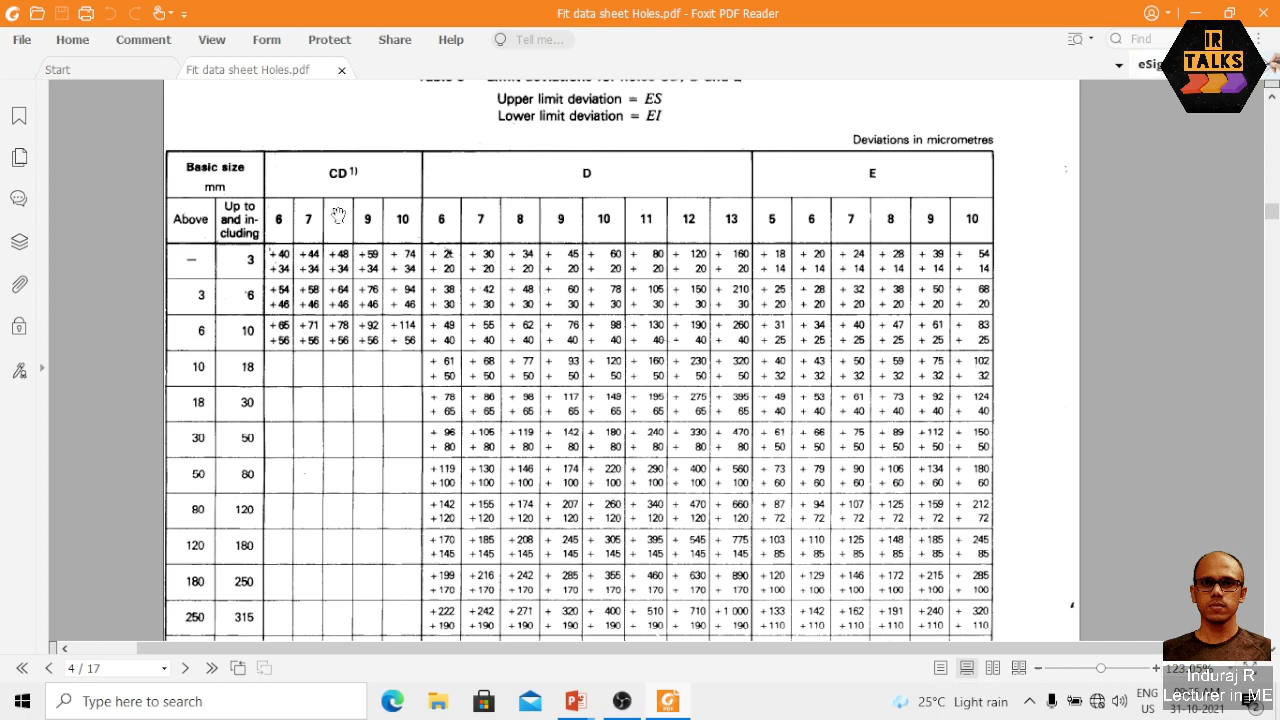 Fit data sheet Holes.pdf - Foxit PDF Reader
File Home Comment View Form Protect Share Help Tell me... Find
Start Fit data sheet Holes.pdf eSig
IR
TALKS
Upper limit deviation = ES
Lower limit deviation = EI
Deviations in micrometres
Basic size mm CD 1) D E
Above Up to and in-cluding 6 7 9 10 6 7 8 9 10 11 12 13 5 6 7 8 9 10
— 3 +40 +44 +48 +59 + 74 + 26 + 30 + 34 + 45 + 60 + 80 + 120 + 160 + 18 + 20 + 24 + 28 + 39 + 54
+34 +34 +34 +34 + 34 + 20 + 20 + 20 + 20 + 20 + 20 + 20 + 20 + 14 + 14 + 14 + 14 + 14 + 14
3 6 +54 +58 +64 +76 + 94 + 38 + 42 + 48 + 60 + 78 + 105 + 150 + 210 + 25 + 28 + 32 + 38 + 50 + 68
+46 +46 +46 +46 + 46 + 30 + 30 + 30 + 30 + 30 + 30 + 30 + 30 + 20 + 20 + 20 + 20 + 20 + 20
6 10 +65 +71 +78 +92 +114 + 49 + 55 + 62 + 76 + 98 + 130 + 190 + 260 + 31 + 34 + 40 + 47 + 61 + 83
+56 +56 +56 +56 + 56 + 40 + 40 + 40 + 40 + 40 + 40 + 40 + 40 + 25 + 25 + 25 + 25 + 25 + 25
10 18 + 61 + 68 + 77 + 93 + 120 + 160 + 230 + 320 + 40 + 43 + 50 + 59 + 75 + 102
+ 50 + 50 + 50 + 50 + 50 + 50 + 50 + 50 + 32 + 32 + 32 + 32 + 32 + 32
18 30 + 78 + 86 + 98 + 117 + 149 + 195 + 275 + 395 + 49 + 53 + 61 + 73 + 92 + 124
+ 65 + 65 + 65 + 65 + 65 + 65 + 65 + 65 + 40 + 40 + 40 + 40 + 40 + 40
30 50 + 96 +105 +119 + 142 + 180 + 240 + 330 + 470 + 61 + 66 + 75 + 89 +112 + 150
+ 80 + 80 + 80 + 80 + 80 + 80 + 80 + 80 + 50 + 50 + 50 + 50 + 50 + 50
50 80 +119 +130 +146 + 174 + 220 + 290 + 400 + 560 + 73 + 79 + 90 +106 +134 + 180
+100 +100 +100 + 100 + 100 + 100 + 100 + 100 + 60 + 60 + 60 + 60 + 60 + 60
80 120 +142 +155 +174 + 207 + 260 + 340 + 470 + 660 + 87 + 94 +107 +125 +159 + 212
+120 +120 +120 + 120 + 120 + 120 + 120 + 120 + 72 + 72 + 72 + 72 + 72 + 72
120 180 +170 +185 +208 + 245 + 305 + 395 + 545 + 775 +103 +110 +125 +148 +185 + 245
+145 +145 +145 + 145 + 145 + 145 + 145 + 145 + 85 + 85 + 85 + 85 + 85 + 85
180 250 +199 +216 +242 + 285 + 355 + 460 + 630 + 890 +120 +129 +146 +172 +215 + 285
+170 +170 +170 + 170 + 170 + 170 + 170 + 170 +100 +100 +100 +100 +100 + 100
250 315 +222 +242 +271 + 320 + 400 + 510 + 710 +1 000 +133 +142 +162 +191 +240 + 320
+190 +190 +190 + 190 + 190 + 190 + 190 + 190 +110 +110 +110 +110 +110 + 110
4 / 17 123.05%
Type here to search 25°C Light rain ENG
31-10-2021
Induraj R
Lecturer in ME